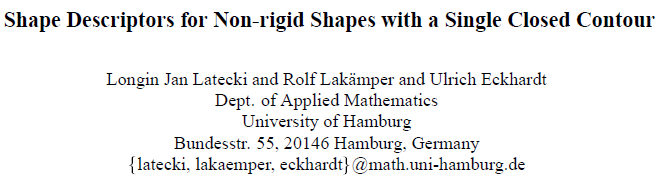 Shape Descriptors for Non-rigid Shapes with a Single Closed Contour
Longin Jan Latecki and Rolf Lakämper and Ulrich Eckhardt
Dept. of Applied Mathematics
University of Hamburg
Bundesstr. 55, 20146 Hamburg, Germany
{latecki, lakaemper, eckhardt}@math.uni-hamburg.de